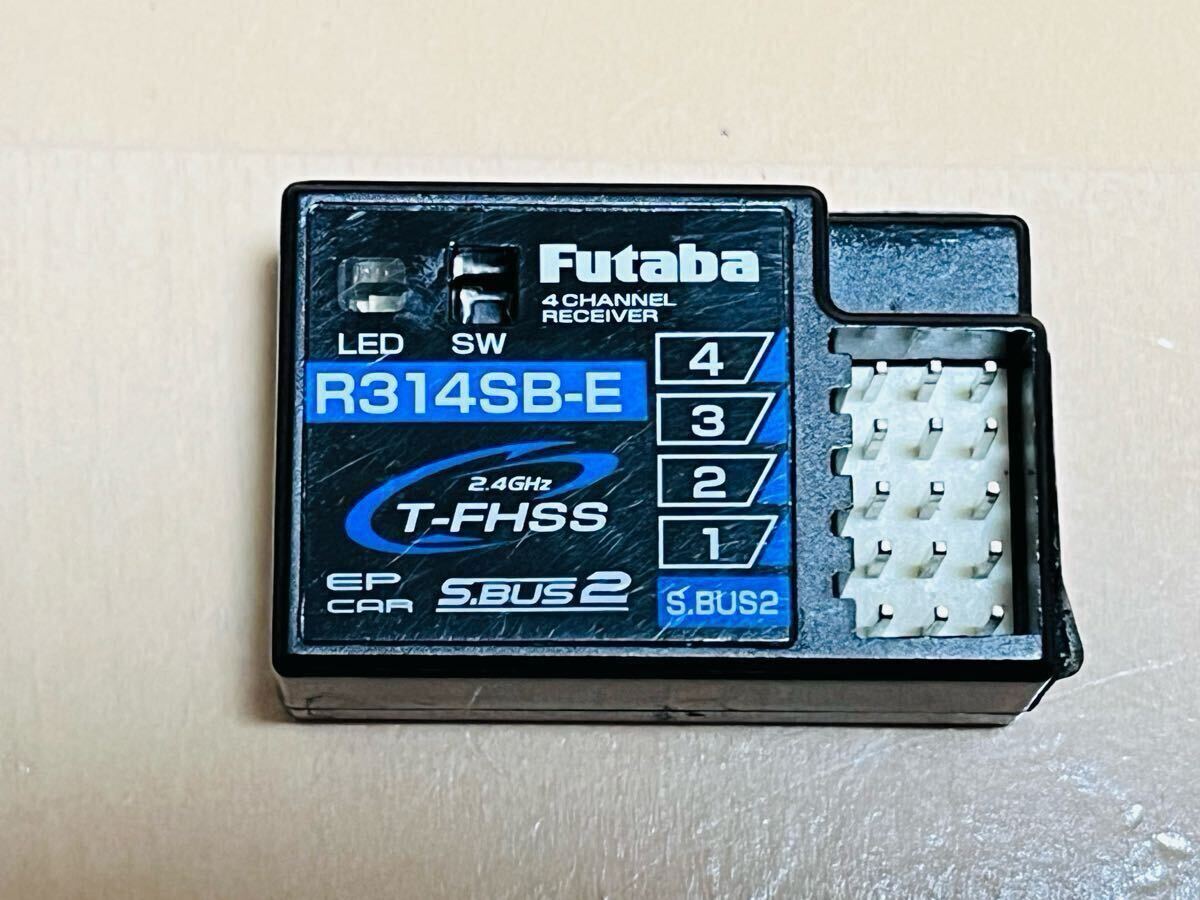 Futaba
4 CHANNEL
RECEIVER
LED SW
R314SB-E
4
3
2
1
S.BUS2
2.4GHz
T-FHSS
EP
CAR
S.BUS2